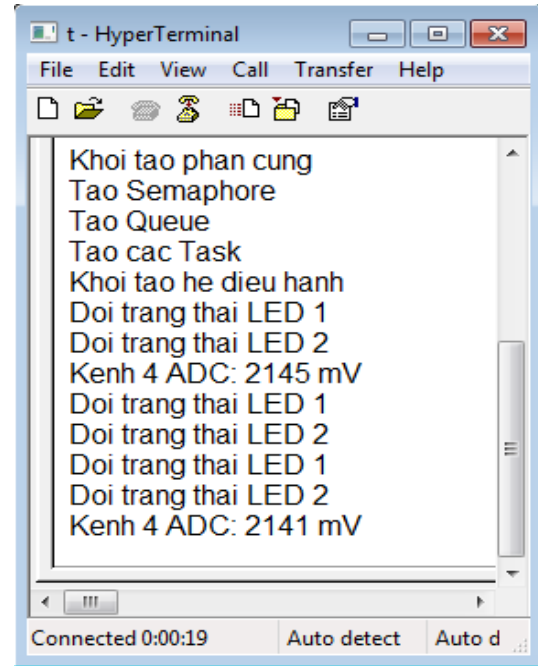 t - HyperTerminal
File Edit View Call Transfer Help
Khoi tao phan cung
Tao Semaphore
Tao Queue
Tao cac Task
Khoi tao he dieu hanh
Doi trang thai LED 1
Doi trang thai LED 2
Kenh 4 ADC: 2145 mV
Doi trang thai LED 1
Doi trang thai LED 2
Doi trang thai LED 1
Doi trang thai LED 2
Kenh 4 ADC: 2141 mV
Connected 0:00:19 Auto detect Auto d